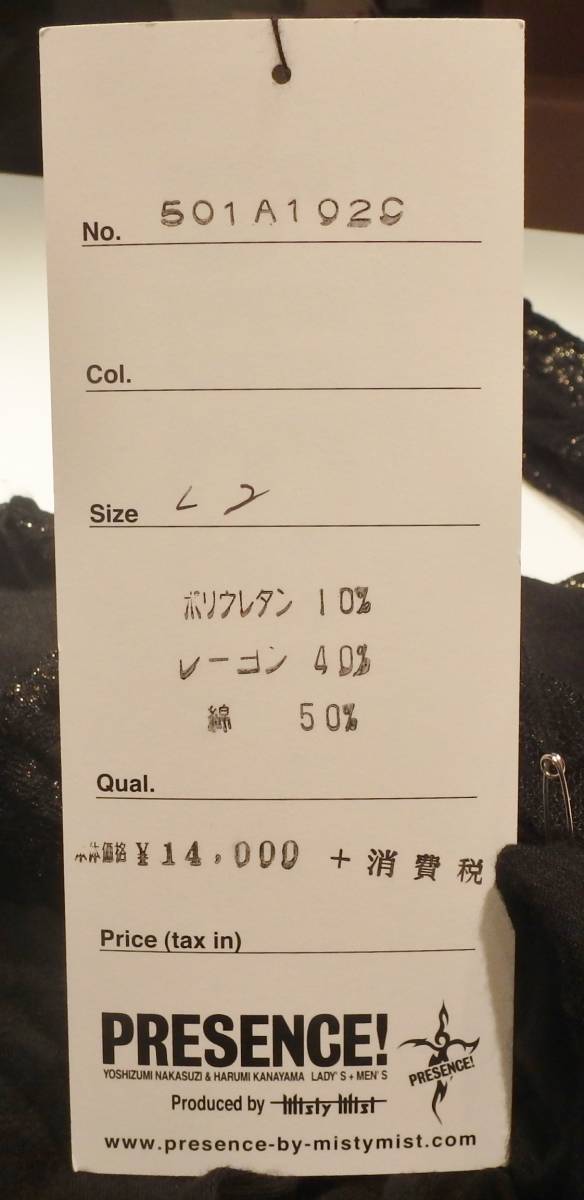 No. 501A1029
Col.
Size L 2
ポリウレタン 10%
レーヨン 40%
綿 50%
Qual.
本体価格 ¥14,000 + 消費税
Price (tax in)
PRESENCE!
YOSHIZUMI NAKASUZI & HARUMI KANAYAMA LADY'S + MEN'S
PRESENCE!
Produced by Misty Mist
www.presence-by-mistymist.com